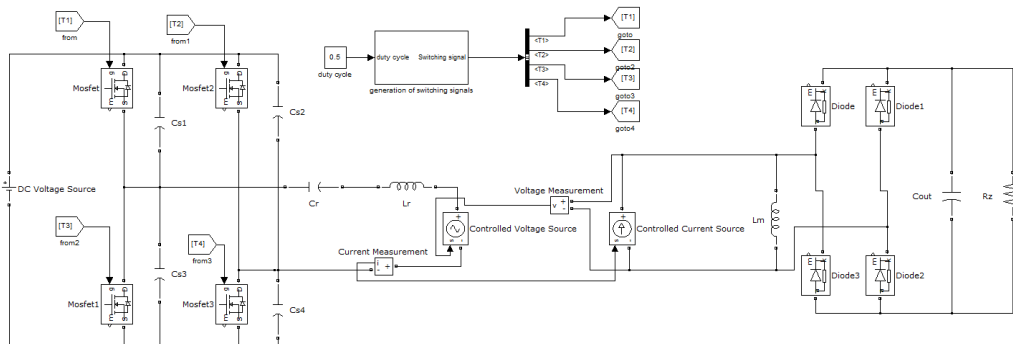 [T1]
from
[T2]
from1
Mosfet
Mosfet2
Cs1
Cs2
0.5
duty cycle
duty cycle
Switching signal
generation of switching signals
<T1>
<T2>
<T3>
<T4>
[T1]
goto
[T2]
goto2
[T3]
goto3
[T4]
goto4
Diode
Diode1
DC Voltage Source
Cr
Lr
Voltage Measurement
v
+
-
Controlled Voltage Source
Controlled Current Source
Lm
Cout
Rz
[T3]
from2
[T4]
from3
Current Measurement
i
+
-
Mosfet1
Mosfet3
Cs3
Cs4
Diode3
Diode2